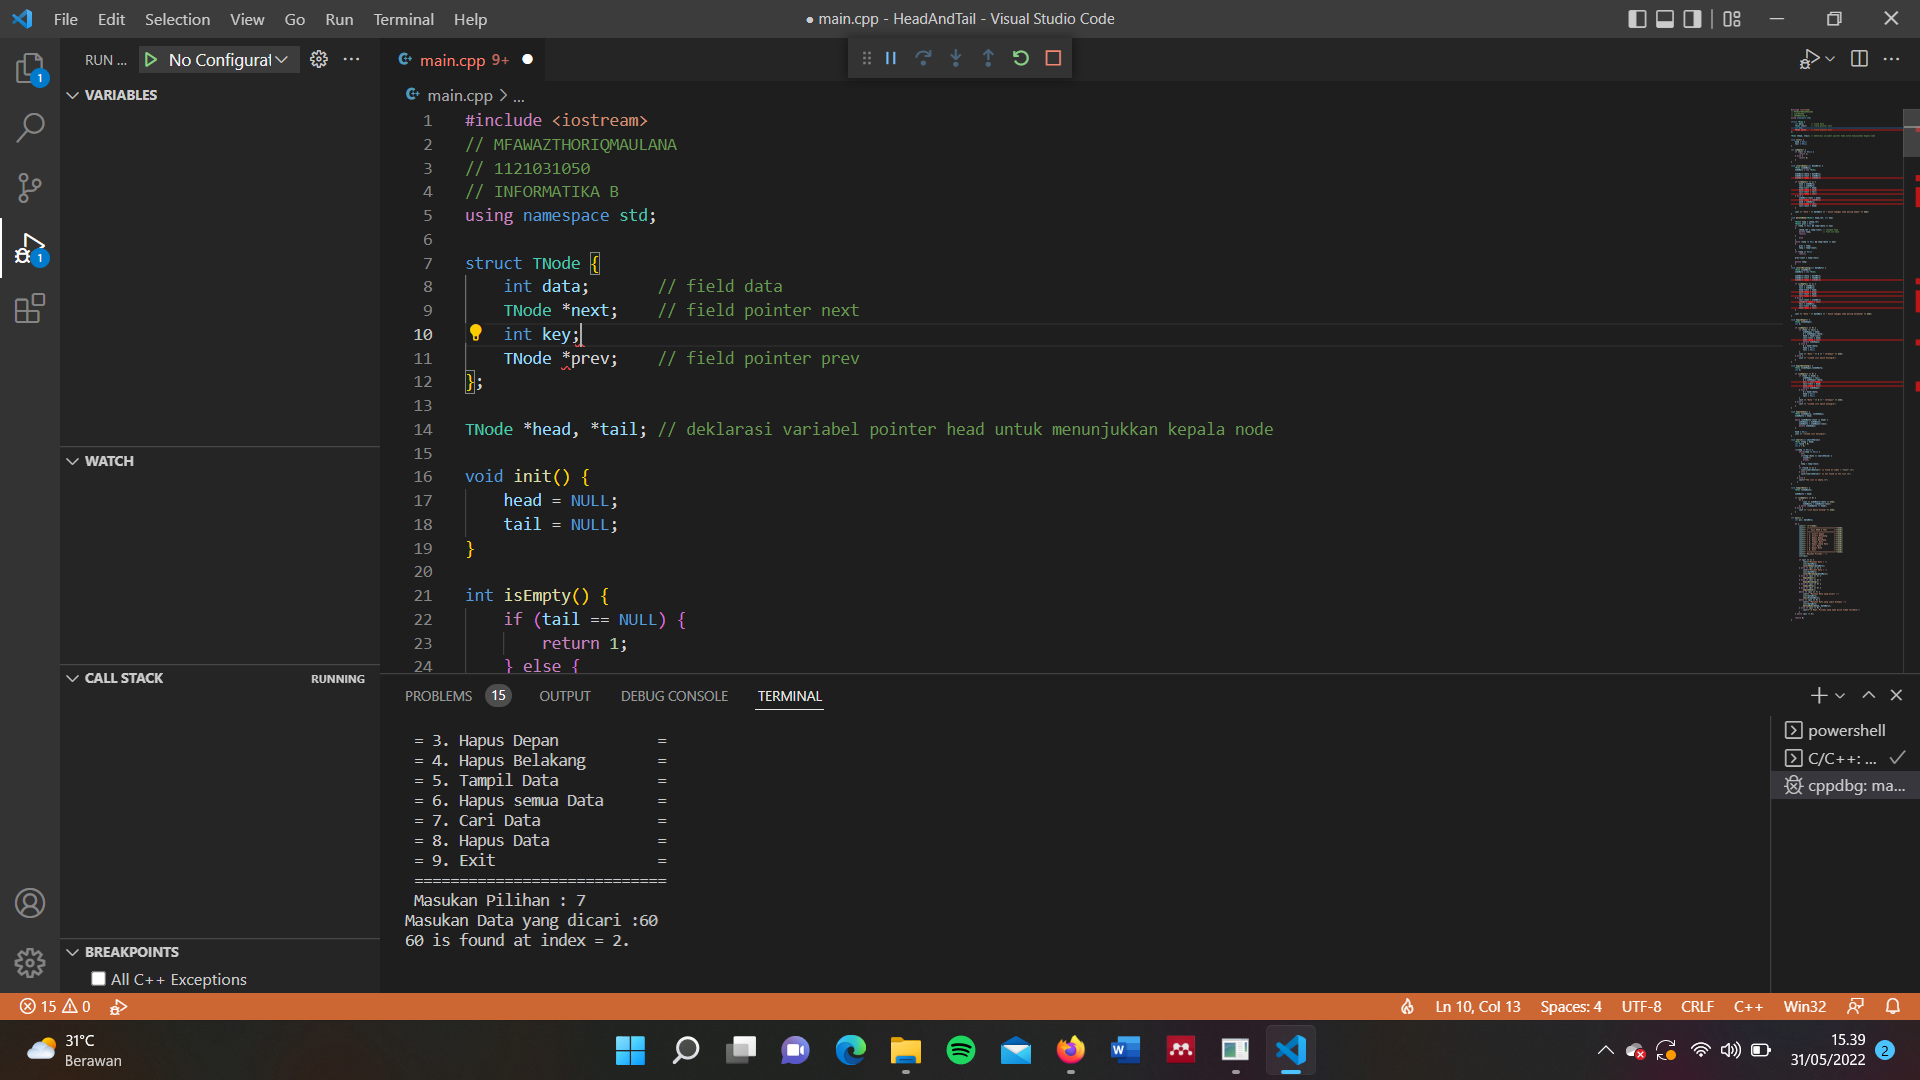 File Edit Selection View Go Run Terminal Help
● main.cpp - HeadAndTail - Visual Studio Code
RUN ...
No Configurat
main.cpp 9+
main.cpp > ...
VARIABLES
WATCH
CALL STACK
RUNNING
BREAKPOINTS
All C++ Exceptions
1 #include <iostream>
2 // MFAWAZTHORIQMAULANA
3 // 1121031050
4 // INFORMATIKA B
5 using namespace std;
6
7 struct TNode {
8 int data; // field data
9 TNode *next; // field pointer next
10 int key;
11 TNode *prev; // field pointer prev
12 };
13
14 TNode *head, *tail; // deklarasi variabel pointer head untuk menunjukkan kepala node
15
16 void init() {
17 head = NULL;
18 tail = NULL;
19 }
20
21 int isEmpty() {
22 if (tail == NULL) {
23 return 1;
24 } else {
PROBLEMS 15 OUTPUT DEBUG CONSOLE TERMINAL
= 3. Hapus Depan =
= 4. Hapus Belakang =
= 5. Tampil Data =
= 6. Hapus semua Data =
= 7. Cari Data =
= 8. Hapus Data =
= 9. Exit =
============================
Masukan Pilihan : 7
Masukan Data yang dicari :60
60 is found at index = 2.
powershell
C/C++: ...
cppdbg: ma...
15 0
Ln 10, Col 13 Spaces: 4 UTF-8 CRLF C++ Win32
31°C
Berawan
15.39
31/05/2022
2